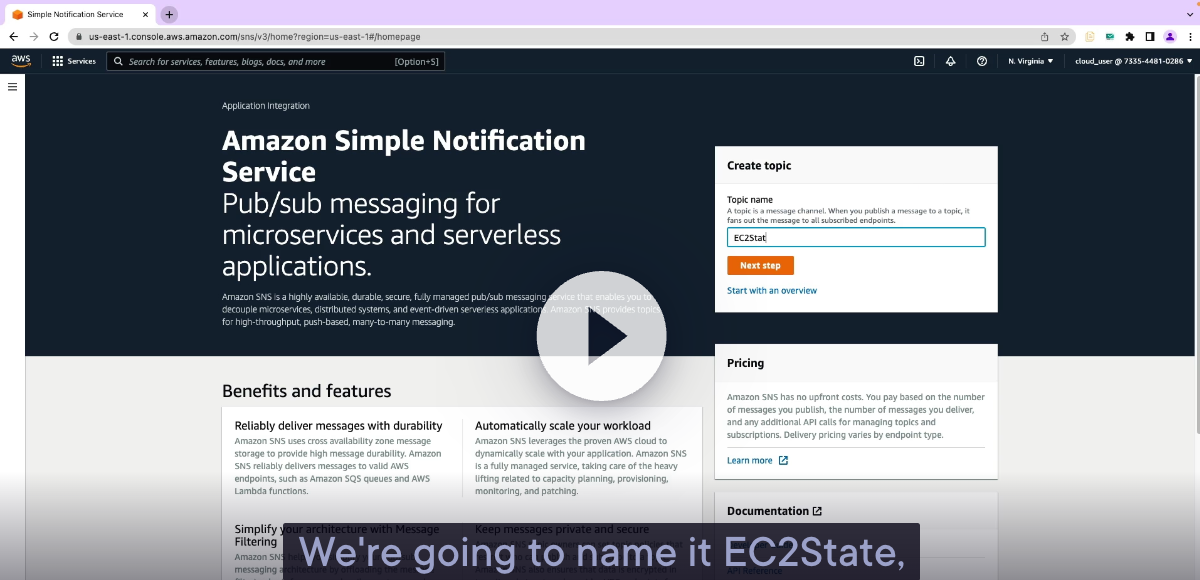 Simple Notification Service
us-east-1.console.aws.amazon.com/sns/v3/home?region=us-east-1#/homepage
aws
Services
Search for services, features, blogs, docs, and more
[Option+S]
N. Virginia
cloud_user @ 7335-4481-0286
Application Integration
Amazon Simple Notification
Service
Pub/sub messaging for
microservices and serverless
applications.
Amazon SNS is a highly available, durable, secure, fully managed pub/sub messaging service that enables you to
decouple microservices, distributed systems, and event-driven serverless applications. Amazon SNS provides topics
for high-throughput, push-based, many-to-many messaging.
Create topic
Topic name
A topic is a message channel. When you publish a message to a topic, it
fans out the message to all subscribed endpoints.
EC2Stat
Next step
Start with an overview
Pricing
Amazon SNS has no upfront costs. You pay based on the number
of messages you publish, the number of messages you deliver,
and any additional API calls for managing topics and
subscriptions. Delivery pricing varies by endpoint type.
Learn more
Documentation
Benefits and features
Reliably deliver messages with durability
Amazon SNS uses cross availability zone message
storage to provide high message durability. Amazon
SNS reliably delivers messages to valid AWS
endpoints, such as Amazon SQS queues and AWS
Lambda functions.
Automatically scale your workload
Amazon SNS leverages the proven AWS cloud to
dynamically scale with your application. Amazon SNS
is a fully managed service, taking care of the heavy
lifting related to capacity planning, provisioning,
monitoring, and patching.
Simplify your architecture with Message
Filtering
Amazon SNS
messaging
Keep messages private and secure
API Reference
We're going to name it EC2State,